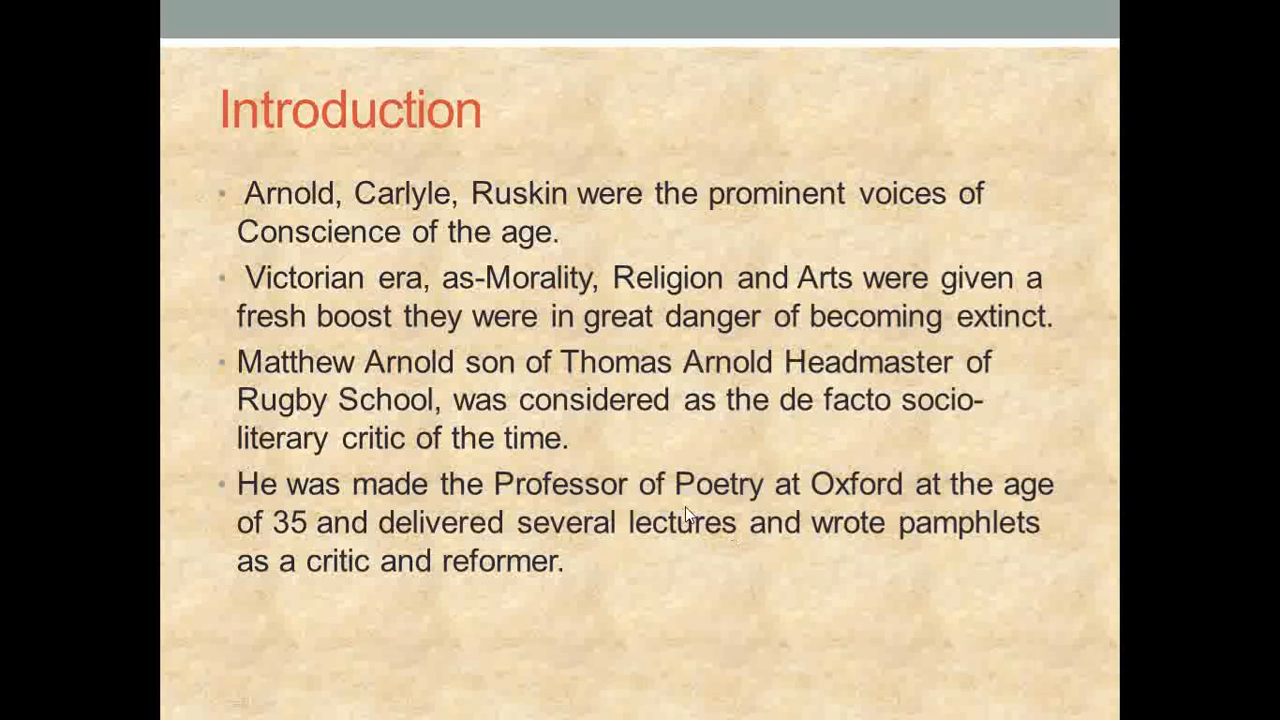 Introduction
• Arnold, Carlyle, Ruskin were the prominent voices of
Conscience of the age.
• Victorian era, as-Morality, Religion and Arts were given a
fresh boost they were in great danger of becoming extinct.
• Matthew Arnold son of Thomas Arnold Headmaster of
Rugby School, was considered as the de facto socio-
literary critic of the time.
• He was made the Professor of Poetry at Oxford at the age
of 35 and delivered several lectures and wrote pamphlets
as a critic and reformer.